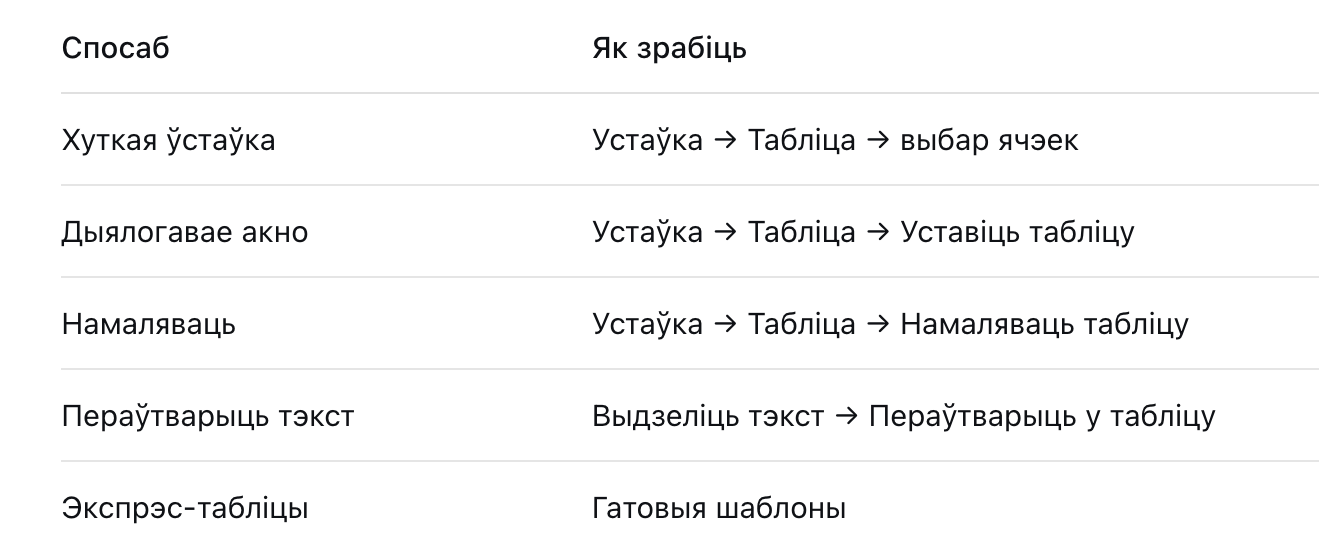 Спосаб Як зрабіць
Хуткая ўстаўка Устаўка → Табліца → выбар ячэек
Дыялогавае акно Устаўка → Табліца → Уставіць табліцу
Намаляваць Устаўка → Табліца → Намаляваць табліцу
Пераўтварыць тэкст Выдзеліць тэкст → Пераўтварыць у табліцу
Экспрэс-табліцы Гатовыя шаблоны